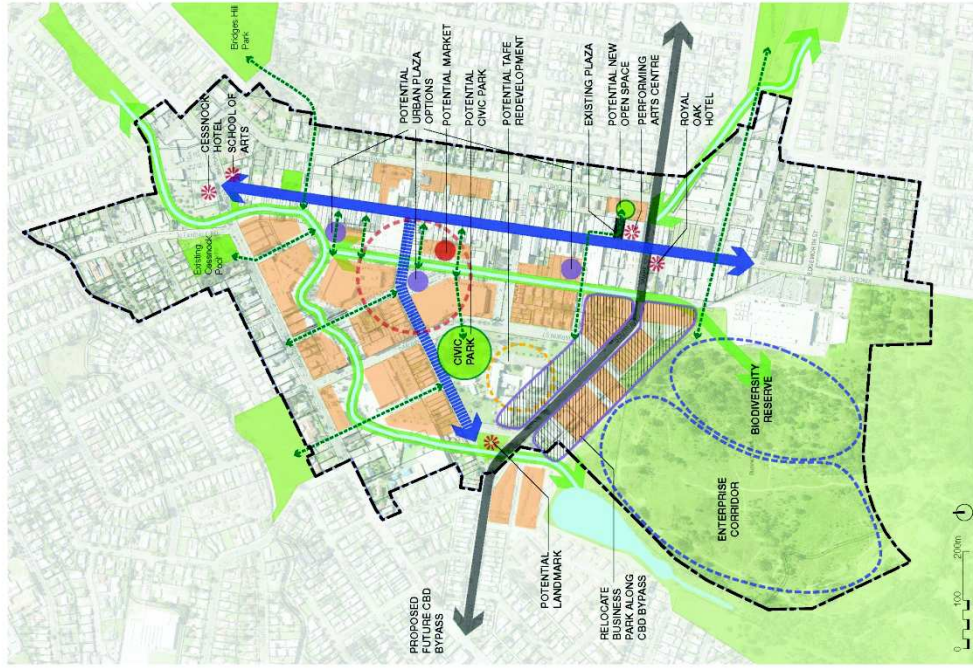 Bridges Hill
Park
CESSNOCK
HOTEL
SCHOOL OF
ARTS
Existing
Cessnock
Pool
POTENTIAL
URBAN PLAZA
OPTIONS
POTENTIAL MARKET
POTENTIAL
CIVIC PARK
POTENTIAL TAFE
REDEVELOPMENT
EXISTING PLAZA
POTENTIAL NEW
OPEN SPACE
PERFORMING
ARTS CENTRE
ROYAL
OAK
HOTEL
CIVIC
PARK
PROPOSED
FUTURE CBD
BYPASS
POTENTIAL
LANDMARK
RELOCATE
BUSINESS
PARK ALONG
CBD BYPASS
ENTERPRISE
CORRIDOR
BIODIVERSITY
RESERVE
0 100 200m